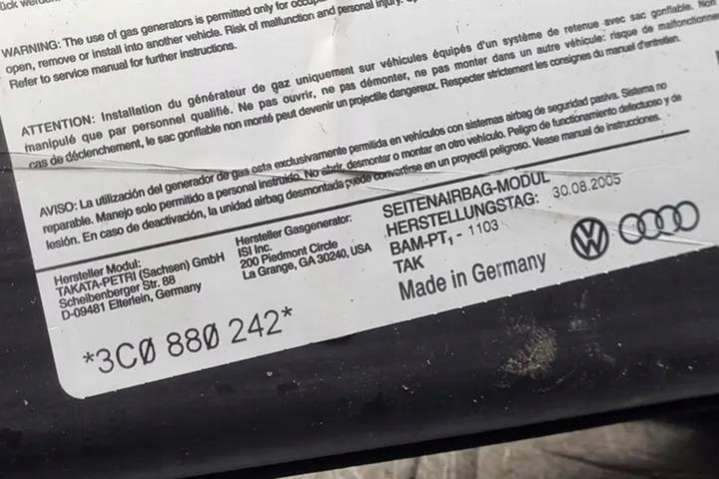 WARNING: The use of gas generators is permitted only for
open, remove or install into another vehicle. Risk of malfunction and personal injury.
Refer to service manual for further instructions.
ATTENTION: Installation du générateur de gaz uniquement sur véhicules équipés d'un système de retenue avec sac gonflable. Non
manipulé que par personnel qualifié. Ne pas ouvrir, ne pas démonter, ne pas monter dans un autre véhicule: risque de malfonctionnement
cas de déclenchement, le sac gonflable non monté peut devenir un projectile dangereux. Respecter strictement les consignes du manuel d'entretien.
AVISO: La utilización del generador de gas esta exclusivamente permitida en vehículos con sistemas airbag de seguridad pasiva. Sistema no
reparable. Manejo solo permitido a personal instruido. No abrir, desmontar o montar en otro vehículo. Peligro de funcionamiento defectuoso y de
lesión. En caso de deactivación, la unidad airbag desmontada puede convertirse en un proyectil peligroso. Vease manual de instrucciones.
Hersteller Modul:
TAKATA-PETRI (Sachsen) GmbH
Scheibenberger Str. 88
D-09481 Elterlein, Germany
Hersteller Gasgenerator:
ISI Inc.
200 Piedmont Circle
La Grange, GA 30240, USA
SEITENAIRBAG-MODUL
HERSTELLUNGSTAG: 30.08.2005
BAM-PT₁ - 1103
TAK
Made in Germany
*3C0 880 242*